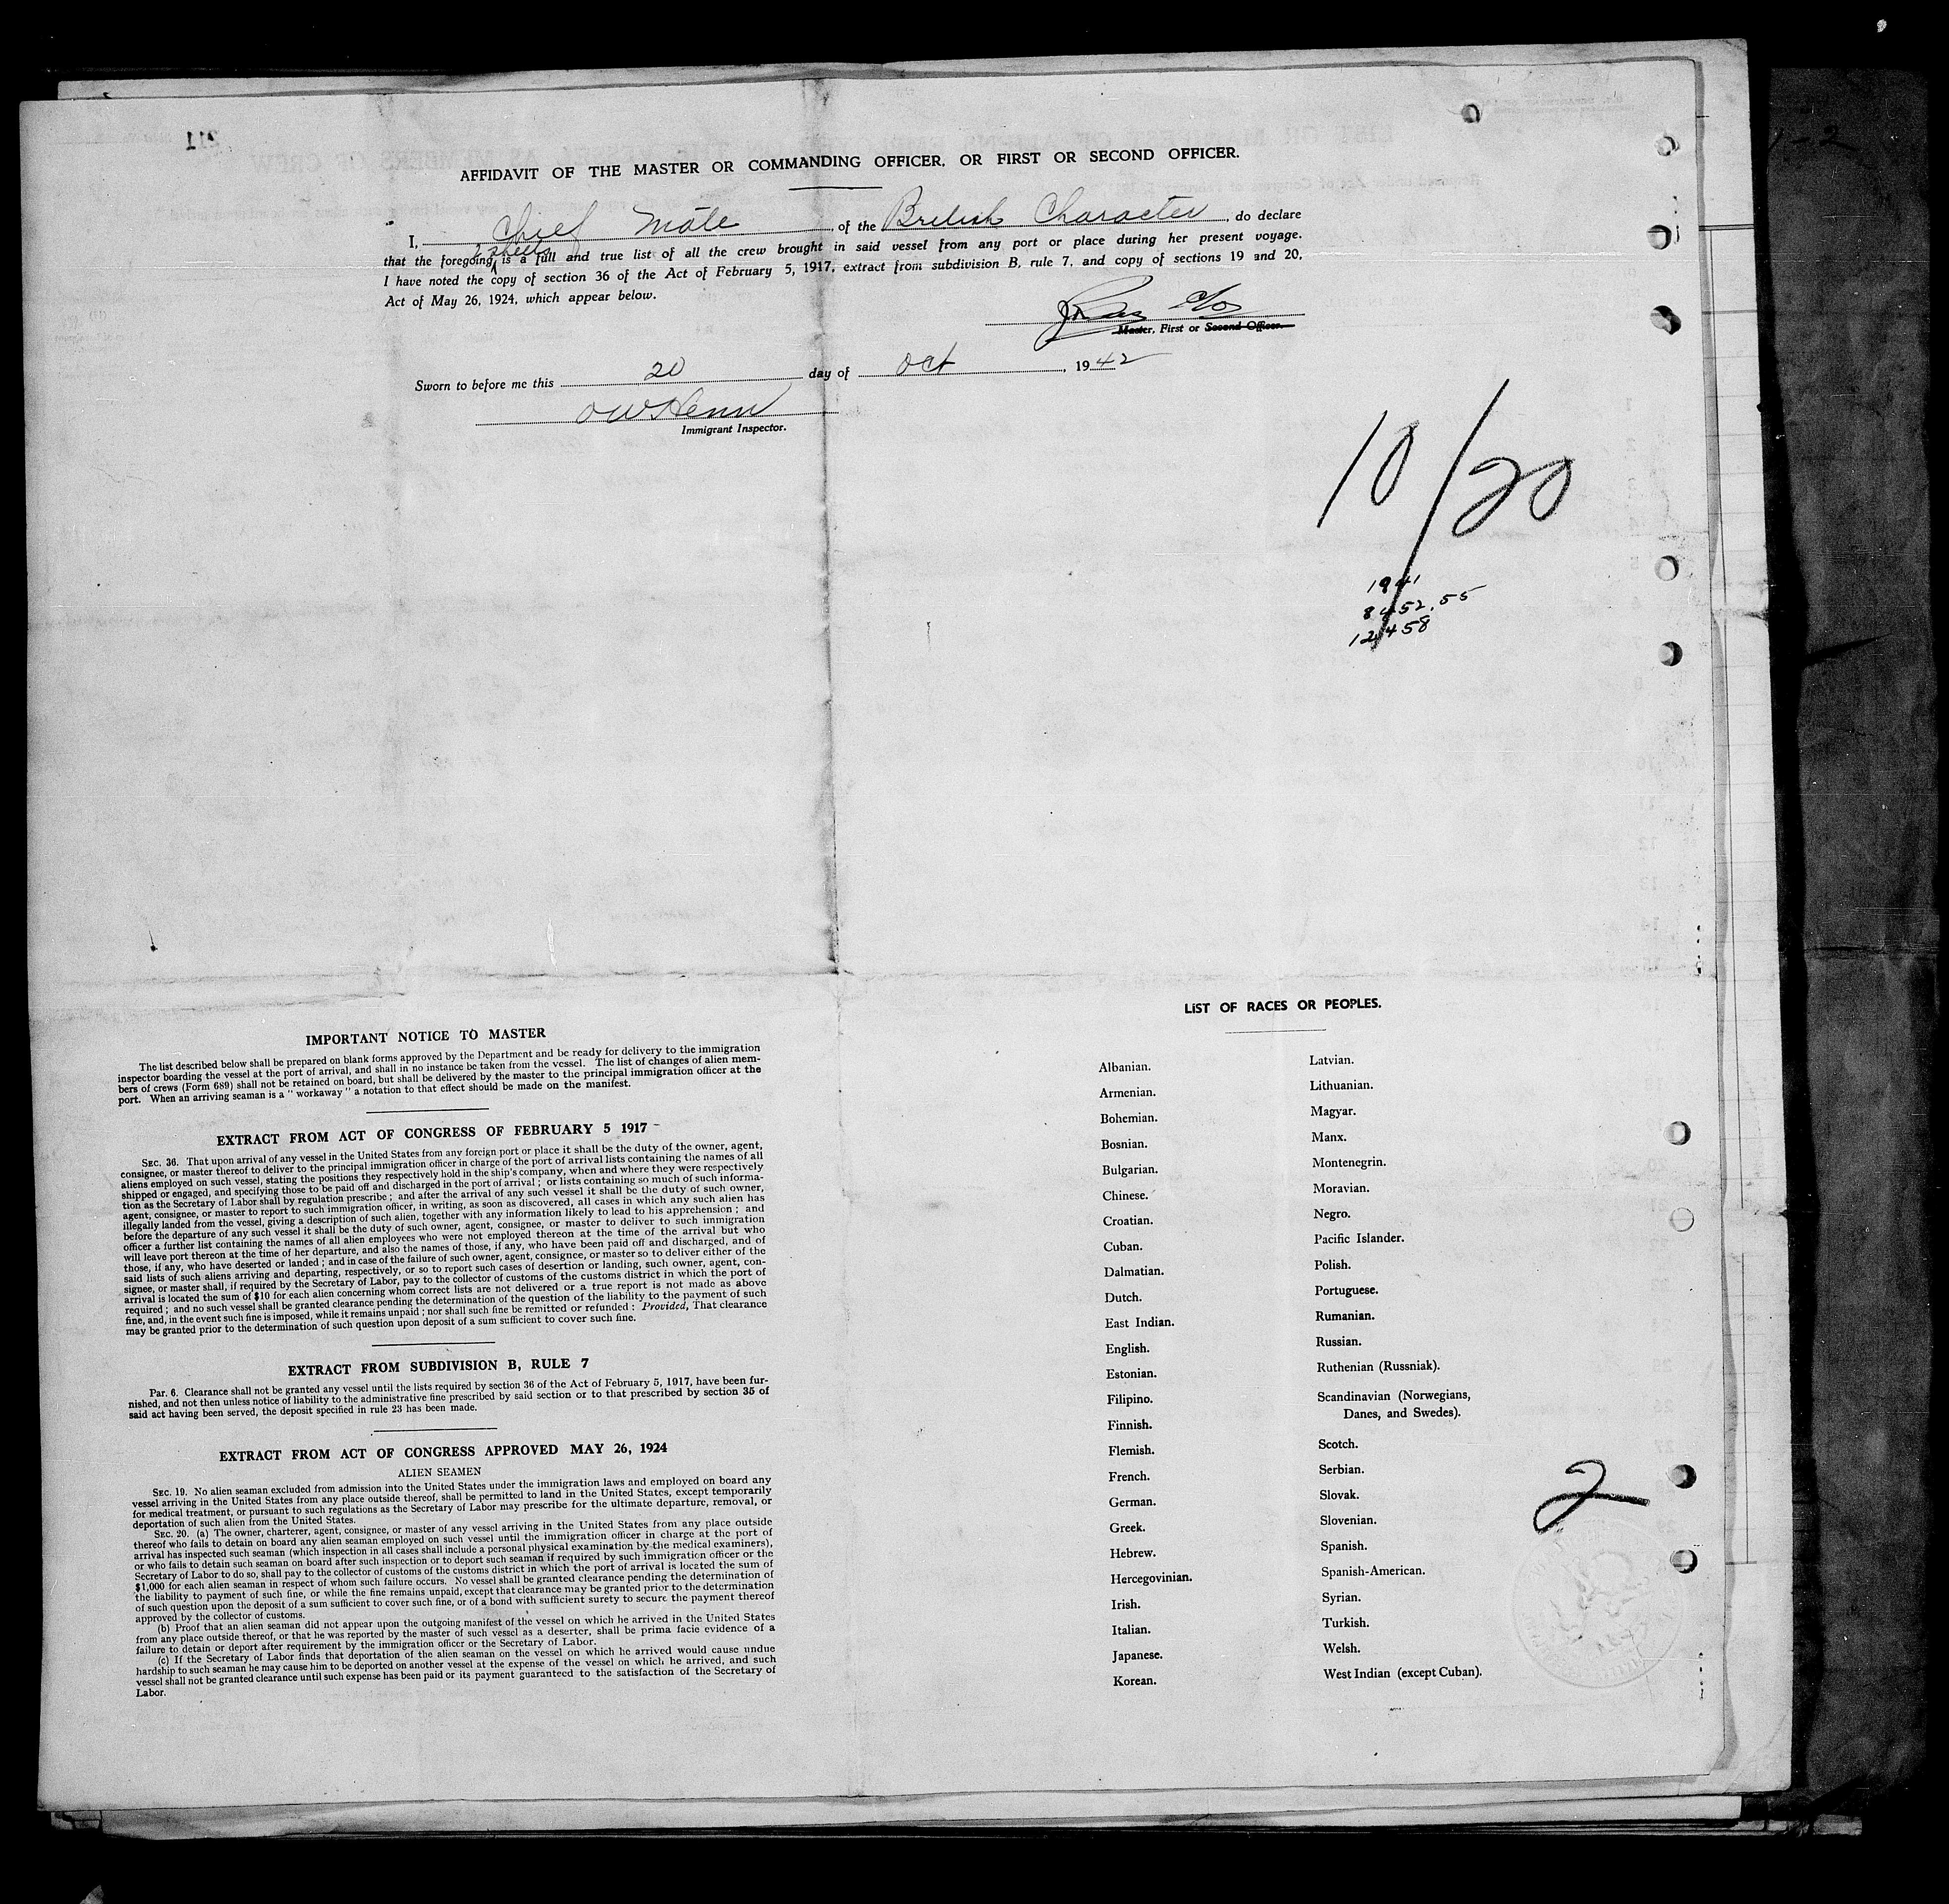 AFFIDAVIT OF THE MASTER OR COMMANDING OFFICER, OR FIRST OR SECOND OFFICER.
I, Chief Mate, of the British Character, do declare
2 sheets
that the foregoing is a full and true list of all the crew brought in said vessel from any port or place during her present voyage.
I have noted the copy of section 36 of the Act of February 5, 1917, extract from subdivision B, rule 7, and copy of sections 19 and 20,
Act of May 26, 1924, which appear below.
Master, First or Second Officer.
Sworn to before me this 20 day of Oct, 1942
Immigrant Inspector.
10/20
1941
8452.55
12458
IMPORTANT NOTICE TO MASTER
The list described below shall be prepared on blank forms approved by the Department and be ready for delivery to the immigration
inspector boarding the vessel at the port of arrival, and shall in no instance be taken from the vessel. The list of changes of alien mem-
bers of crews (Form 689) shall not be retained on board, but shall be delivered by the master to the principal immigration officer at the
port. When an arriving seaman is a " workaway " a notation to that effect should be made on the manifest.
EXTRACT FROM ACT OF CONGRESS OF FEBRUARY 5 1917
SEC. 36. That upon arrival of any vessel in the United States from any foreign port or place it shall be the duty of the owner, agent,
consignee, or master thereof to deliver to the principal immigration officer in charge of the port of arrival lists containing the names of all
aliens employed on such vessel, stating the positions they respectively hold in the ship's company, when and where they were respectively
shipped or engaged, and specifying those to be paid off and discharged in the port of arrival ; or lists containing so much of such informa-
tion as the Secretary of Labor shall by regulation prescribe ; and after the arrival of any such vessel it shall be the duty of such owner,
agent, consignee, or master to report to such immigration officer, in writing, as soon as discovered, all cases in which any such alien has
illegally landed from the vessel, giving a description of such alien, together with any information likely to lead to his apprehension ; and
before the departure of any such vessel it shall be the duty of such owner, agent, consignee, or master to deliver to such immigration
officer a further list containing the names of all alien employees who were not employed thereon at the time of the arrival but who
will leave port thereon at the time of her departure, and also the names of those, if any, who have been paid off and discharged, and of
those, if any, who have deserted or landed ; and in case of the failure of such owner, agent, consignee, or master so to deliver either of the
said lists of such aliens arriving and departing, respectively, or so to report such cases of desertion or landing, such owner, agent, con-
signee, or master shall, if required by the Secretary of Labor, pay to the collector of customs of the customs district in which the port of
arrival is located the sum of $10 for each alien concerning whom correct lists are not delivered or a true report is not made as above
required ; and no such vessel shall be granted clearance pending the determination of the question of the liability to the payment of such
fine, and, in the event such fine is imposed, while it remains unpaid ; nor shall such fine be remitted or refunded : Provided, That clearance
may be granted prior to the determination of such question upon deposit of a sum sufficient to cover such fine.
EXTRACT FROM SUBDIVISION B, RULE 7
Par. 6. Clearance shall not be granted any vessel until the lists required by section 36 of the Act of February 5, 1917, have been fur-
nished, and not then unless notice of liability to the administrative fine prescribed by said section or to that prescribed by section 35 of
said act having been served, the deposit specified in rule 23 has been made.
EXTRACT FROM ACT OF CONGRESS APPROVED MAY 26, 1924
ALIEN SEAMEN
SEC. 19. No alien seaman excluded from admission into the United States under the immigration laws and employed on board any
vessel arriving in the United States from any place outside thereof, shall be permitted to land in the United States, except temporarily
for medical treatment, or pursuant to such regulations as the Secretary of Labor may prescribe for the ultimate departure, removal, or
deportation of such alien from the United States.
SEC. 20. (a) The owner, charterer, agent, consignee, or master of any vessel arriving in the United States from any place outside
thereof who fails to detain on board any alien seaman employed on such vessel until the immigration officer in charge at the port of
arrival has inspected such seaman (which inspection in all cases shall include a personal physical examination by the medical examiners),
or who fails to detain such seaman on board after such inspection or to deport such seaman if required by such immigration officer or the
Secretary of Labor to do so, shall pay to the collector of customs of the customs district in which the port of arrival is located the sum of
$1,000 for each alien seaman in respect of whom such failure occurs. No vessel shall be granted clearance pending the determination of
the liability to payment of such fine, or while the fine remains unpaid, except that clearance may be granted prior to the determination
of such question upon the deposit of a sum sufficient to cover such fine, or of a bond with sufficient surety to secure the payment thereof
approved by the collector of customs.
(b) Proof that an alien seaman did not appear upon the outgoing manifest of the vessel on which he arrived in the United States
from any place outside thereof, or that he was reported by the master of such vessel as a deserter, shall be prima facie evidence of a
failure to detain or deport after requirement by the immigration officer or the Secretary of Labor.
(c) If the Secretary of Labor finds that deportation of the alien seaman on the vessel on which he arrived would cause undue
hardship to such seaman he may cause him to be deported on another vessel at the expense of the vessel on which he arrived, and such
vessel shall not be granted clearance until such expense has been paid or its payment guaranteed to the satisfaction of the Secretary of
Labor.
LIST OF RACES OR PEOPLES.
Albanian.
Armenian.
Bohemian.
Bosnian.
Bulgarian.
Chinese.
Croatian.
Cuban.
Dalmatian.
Dutch.
East Indian.
English.
Estonian.
Filipino.
Finnish.
Flemish.
French.
German.
Greek.
Hebrew.
Hercegovinian.
Irish.
Italian.
Japanese.
Korean.
Latvian.
Lithuanian.
Magyar.
Manx.
Montenegrin.
Moravian.
Negro.
Pacific Islander.
Polish.
Portuguese.
Rumanian.
Russian.
Ruthenian (Russniak).
Scandinavian (Norwegians,
Danes, and Swedes).
Scotch.
Serbian.
Slovak.
Slovenian.
Spanish.
Spanish-American.
Syrian.
Turkish.
Welsh.
West Indian (except Cuban).
2